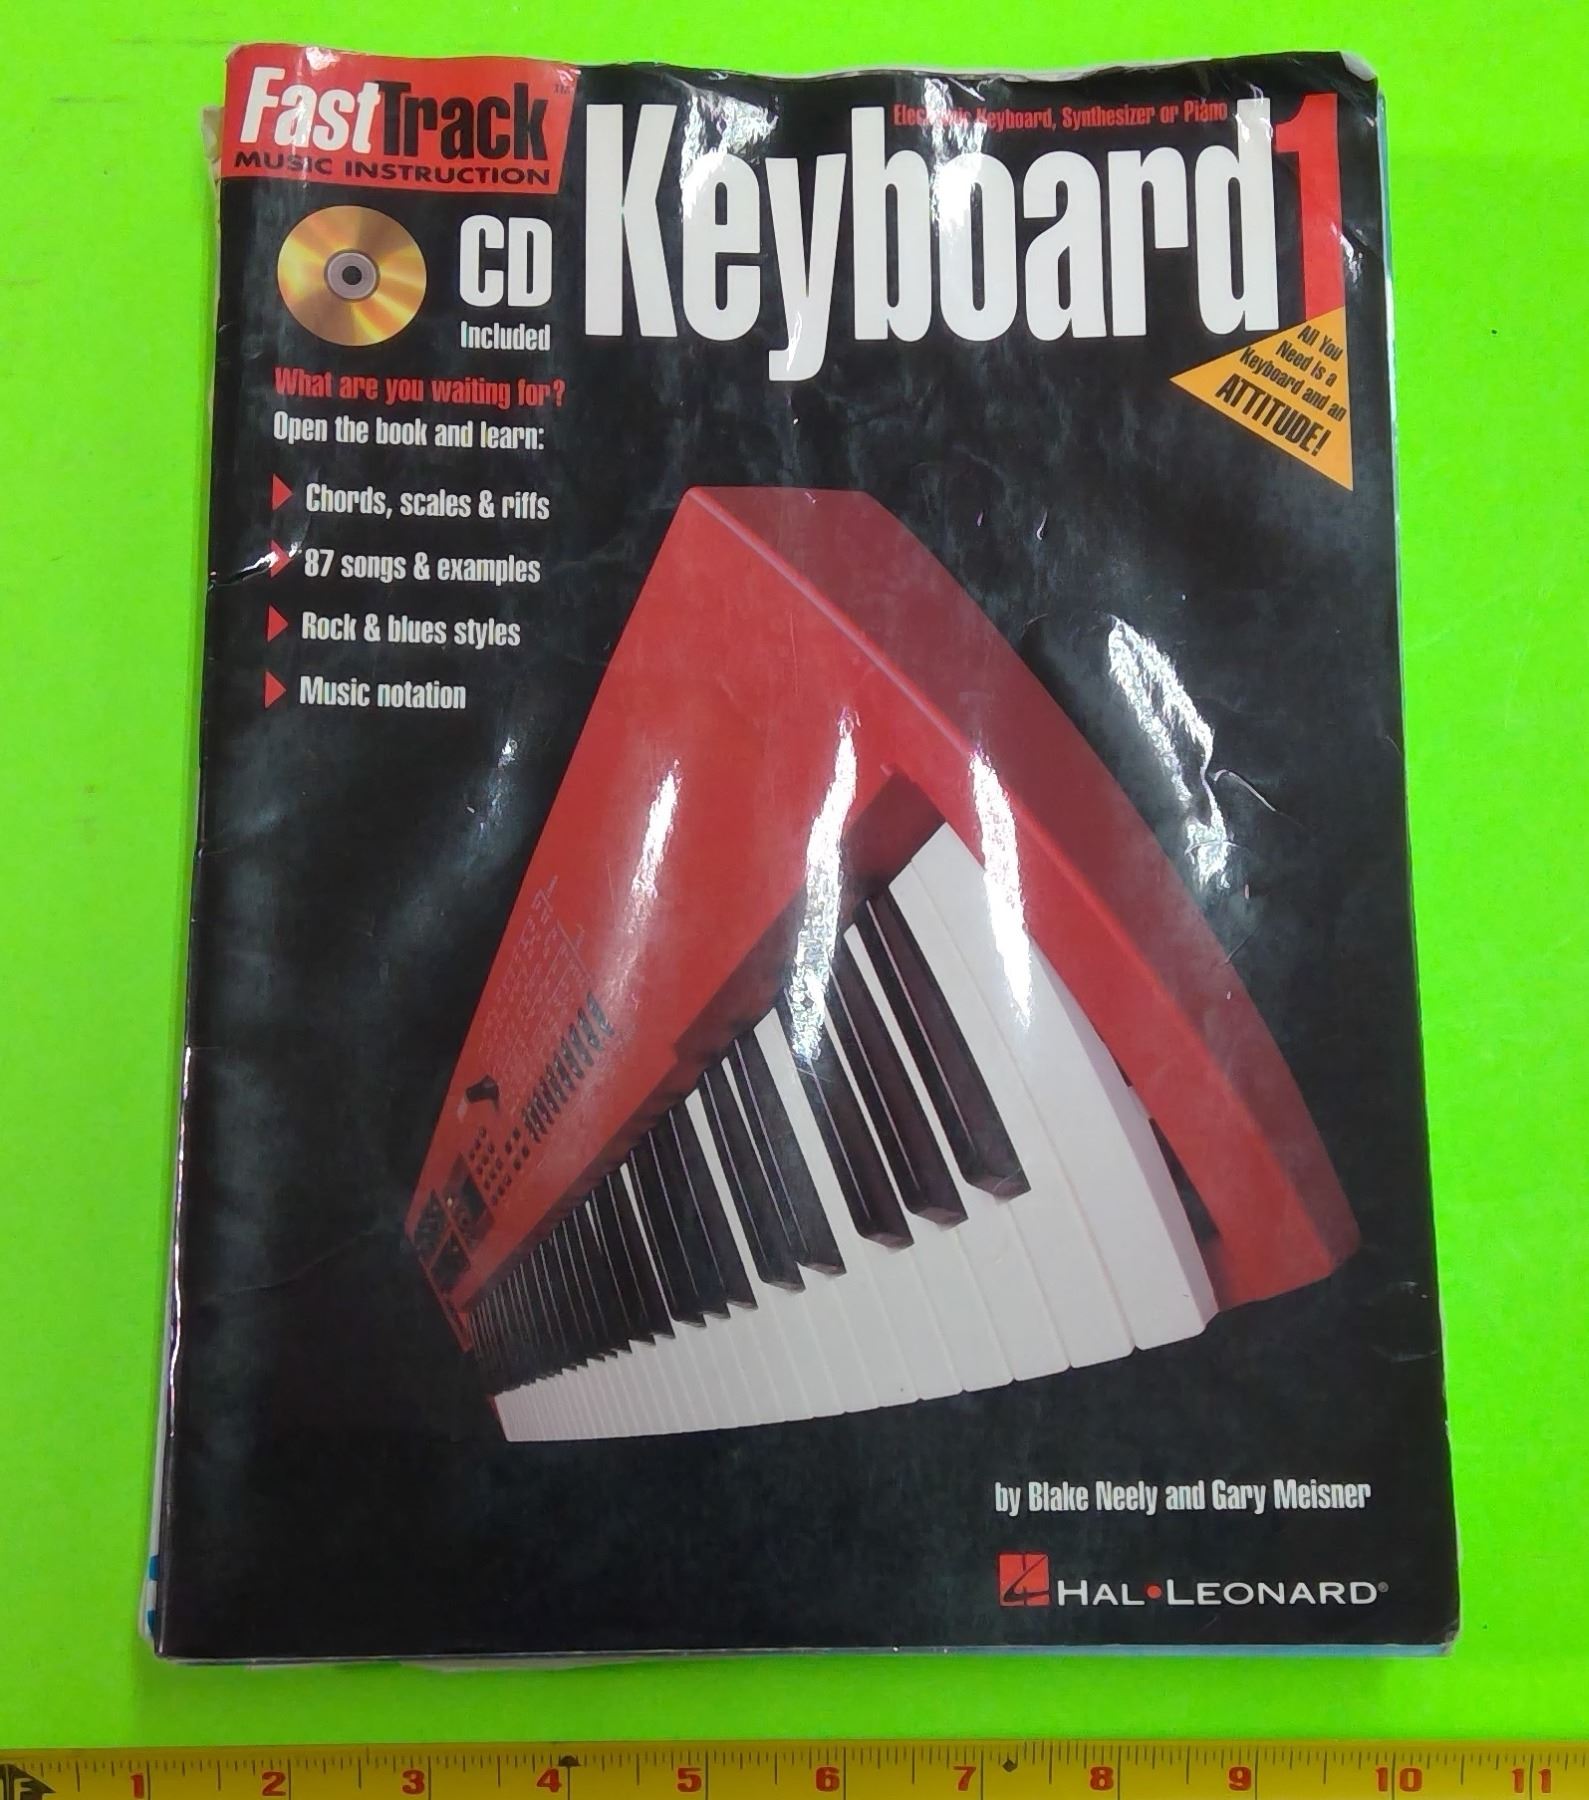 FastTrack™
MUSIC INSTRUCTION
Electronic Keyboard, Synthesizer or Piano
Keyboard 1
CD
Included
All You
Need Is a
Keyboard and an
ATTITUDE!
What are you waiting for?
Open the book and learn:
Chords, scales & riffs
87 songs & examples
Rock & blues styles
Music notation
by Blake Neely and Gary Meisner
HAL•LEONARD®
1 2 3 4 5 6 7 8 9 10 11